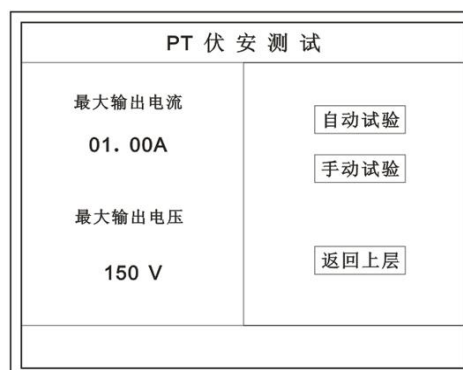 PT 伏安测试
最大输出电流
01. 00A
最大输出电压
150 V
自动试验
手动试验
返回上层